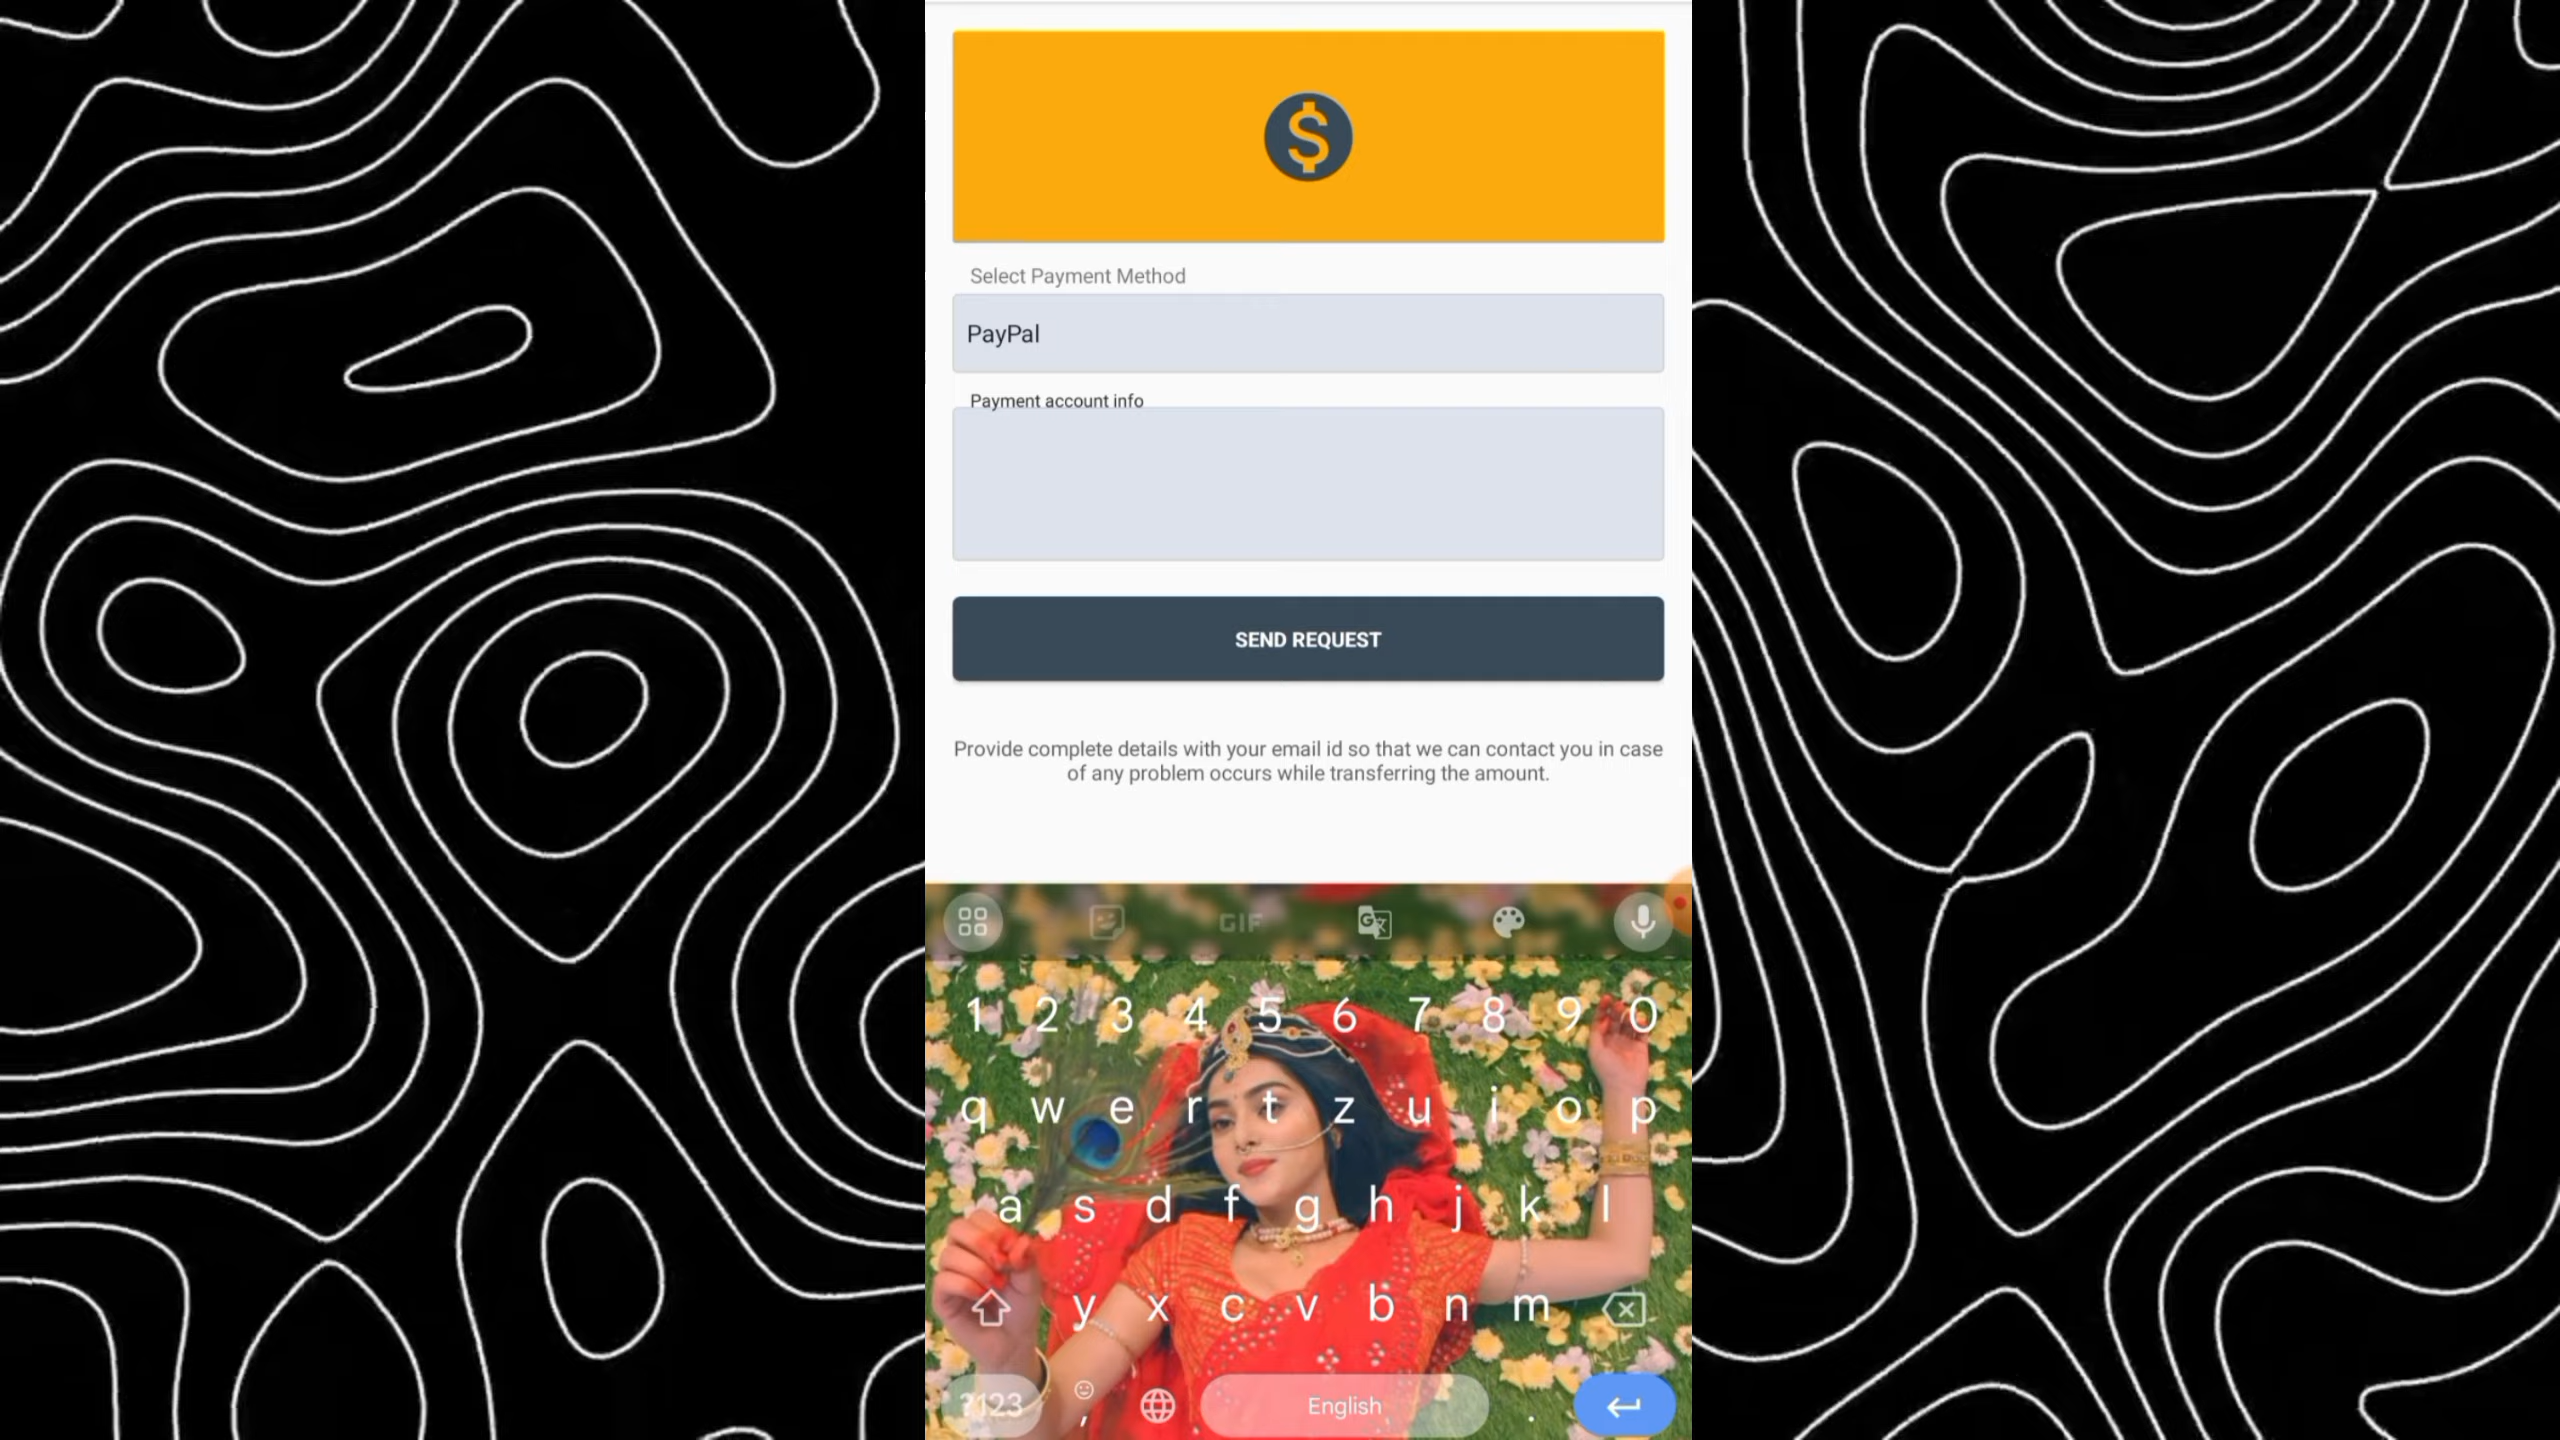 $
Select Payment Method
PayPal
Payment account info
SEND REQUEST
Provide complete details with your email id so that we can contact you in case
of any problem occurs while transferring the amount.
GIF
1 2 3 4 5 6 7 8 9 0
q w e r t z u i o p
a s d f g h j k l
y x c v b n m
?123 , English .